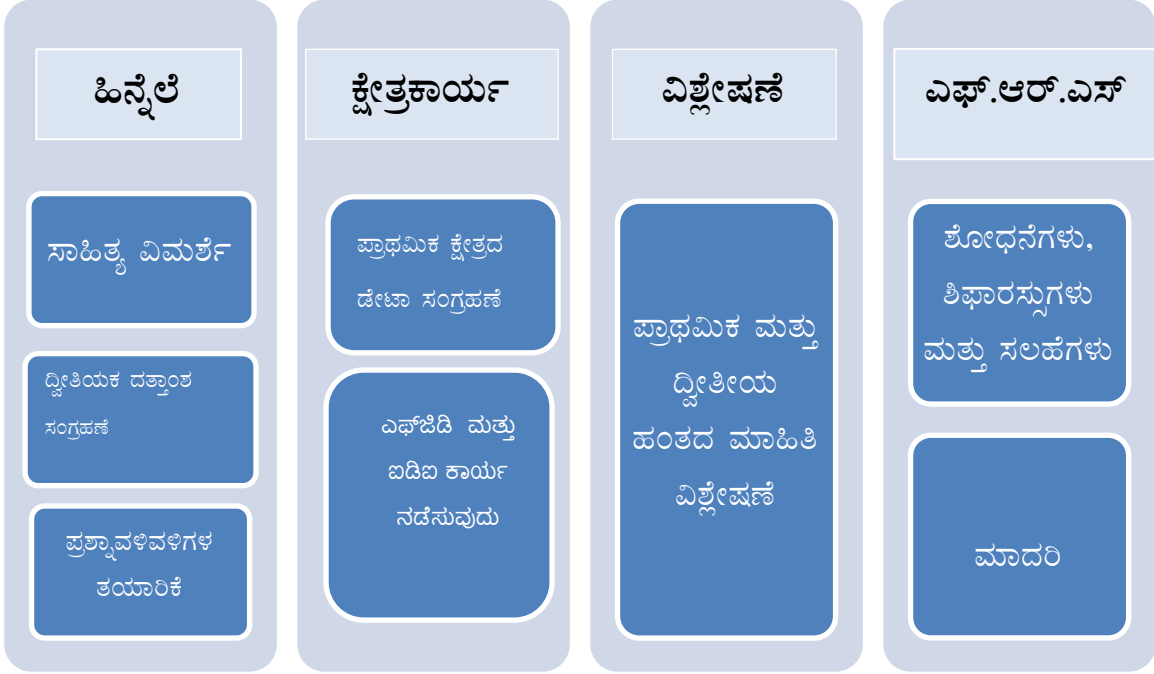 ಹಿನ್ನೆಲೆ
ಸಾಹಿತ್ಯ ವಿಮರ್ಶೆ
ದ್ವಿತಿಯಕ ದತ್ತಾಂಶ
ಸಂಗ್ರಹಣೆ
ಪ್ರಶ್ನಾವಳಿವಳಿಗಳ
ತಯಾರಿಕೆ
ಕ್ಷೇತ್ರಕಾರ್ಯ
ಪ್ರಾಥಮಿಕ ಕ್ಷೇತ್ರದ
ಡೇಟಾ ಸಂಗ್ರಹಣೆ
ಎಫ್‌ಜಿಡಿ ಮತ್ತು
ಐಡಿಐ ಕಾರ್ಯ
ನಡೆಸುವುದು
ವಿಶ್ಲೇಷಣೆ
ಪ್ರಾಥಮಿಕ ಮತ್ತು
ದ್ವಿತೀಯ
ಹಂತದ ಮಾಹಿತಿ
ವಿಶ್ಲೇಷಣೆ
ಎಫ್.ಆರ್.ಎಸ್
ಶೋಧನೆಗಳು,
ಶಿಫಾರಸ್ಸುಗಳು
ಮತ್ತು ಸಲಹೆಗಳು
ಮಾದರಿ